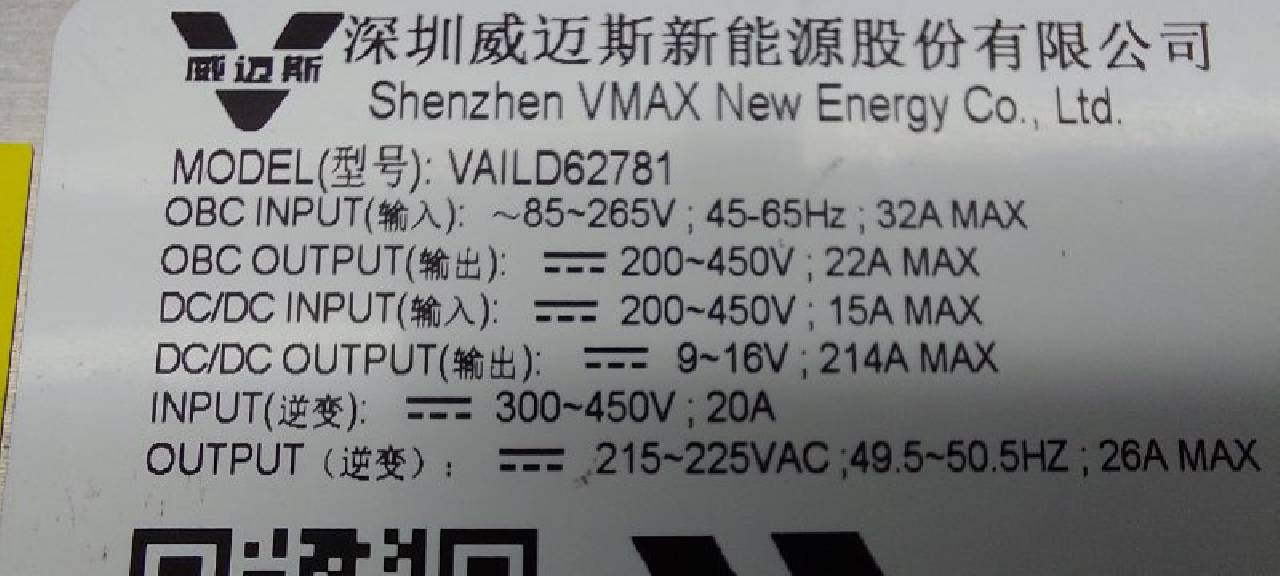 威迈斯
深圳威迈斯新能源股份有限公司
Shenzhen VMAX New Energy Co., Ltd.
MODEL(型号): VAILD62781
OBC INPUT(输入): ~85~265V ; 45-65Hz ; 32A MAX
OBC OUTPUT(输出): ⎓ 200~450V ; 22A MAX
DC/DC INPUT(输入): ⎓ 200~450V ; 15A MAX
DC/DC OUTPUT(输出): ⎓ 9~16V ; 214A MAX
INPUT(逆变): ⎓ 300~450V ; 20A
OUTPUT（逆变）: ⎓ 215~225VAC ;49.5~50.5HZ ; 26A MAX